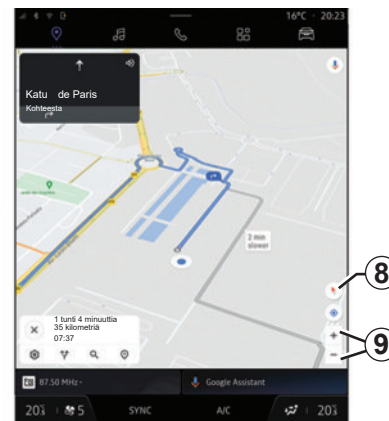 16°C · 20:23
Katu de Paris
Kohteesta
2 min
slower
8
1 tunti 4 minuuttia
35 kilometriä
07:37
9
87.50 MHz
Google Assistant
5 SYNC A/C